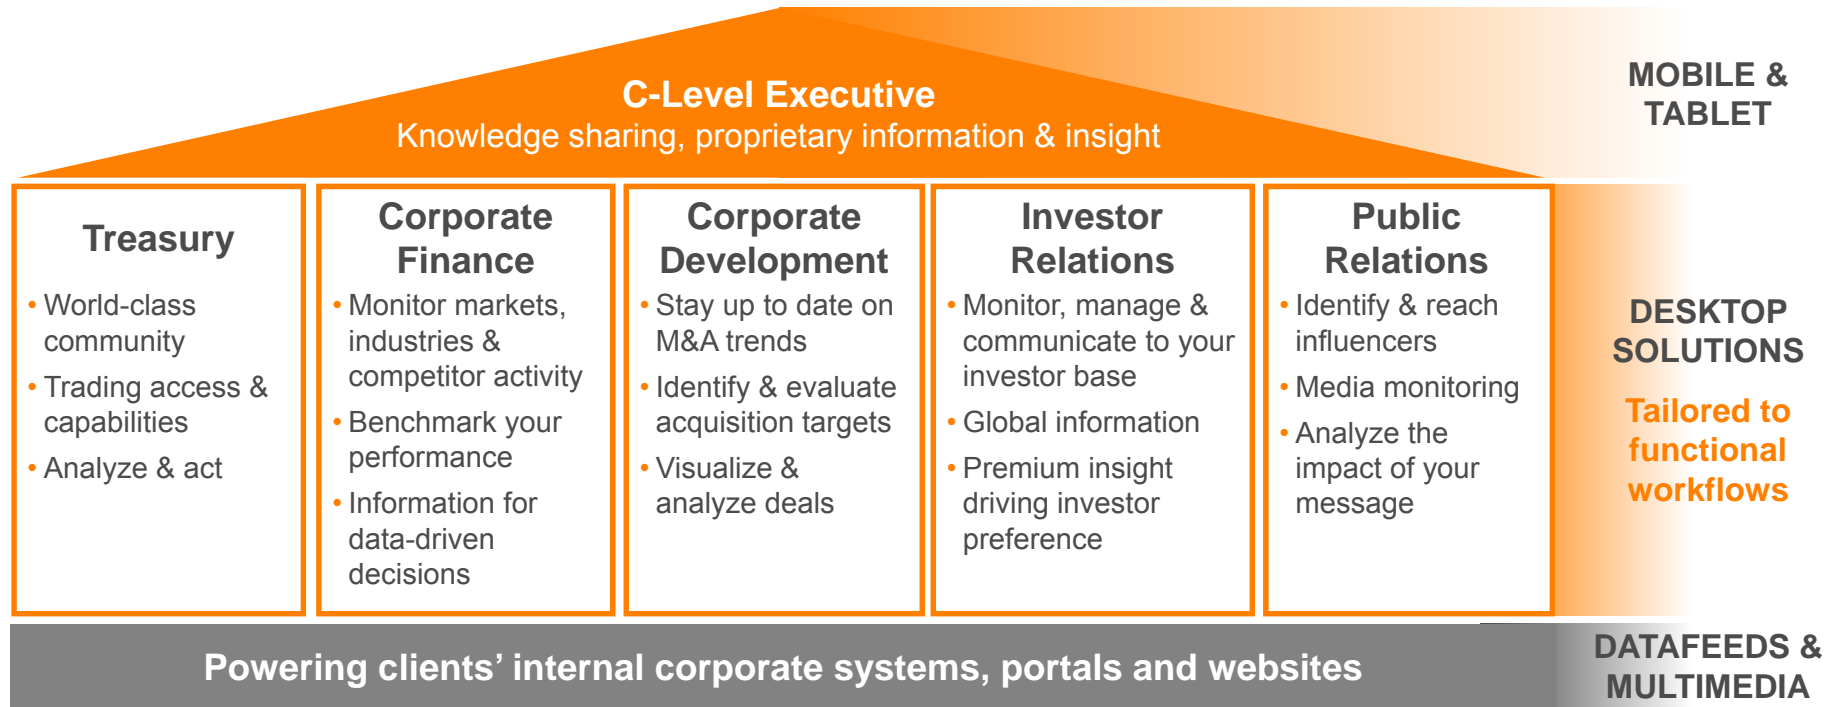 C-Level Executive
Knowledge sharing, proprietary information & insight
MOBILE &
TABLET
Treasury
• World-class
community
• Trading access &
capabilities
• Analyze & act
Corporate
Finance
• Monitor markets,
industries &
competitor activity
• Benchmark your
performance
• Information for
data-driven
decisions
Corporate
Development
• Stay up to date on
M&A trends
• Identify & evaluate
acquisition targets
• Visualize &
analyze deals
Investor
Relations
• Monitor, manage &
communicate to your
investor base
• Global information
• Premium insight
driving investor
preference
Public
Relations
• Identify & reach
influencers
• Media monitoring
• Analyze the
impact of your
message
DESKTOP
SOLUTIONS
Tailored to
functional
workflows
Powering clients’ internal corporate systems, portals and websites
DATAFEEDS &
MULTIMEDIA